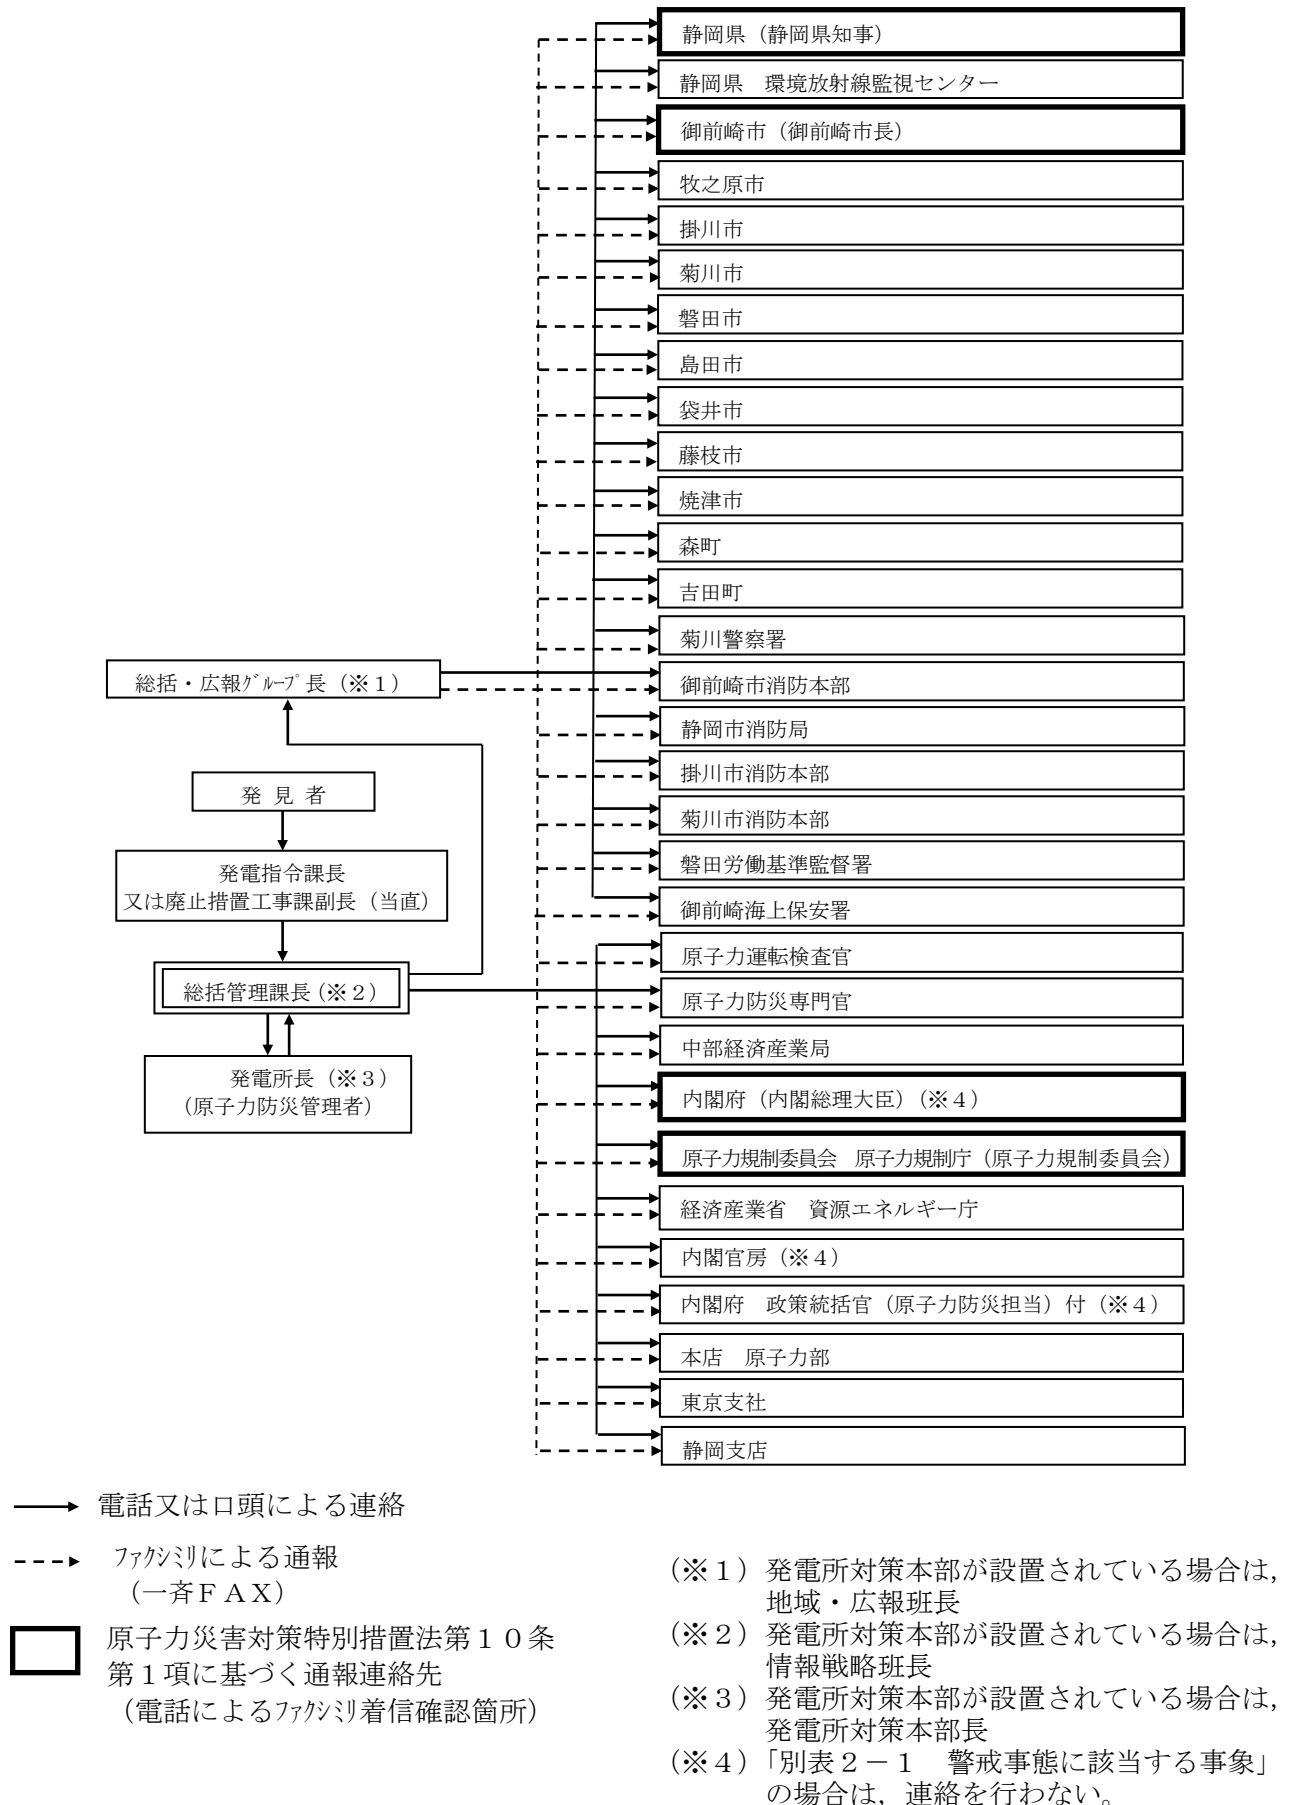 静岡県（静岡県知事）
静岡県　環境放射線監視センター
御前崎市（御前崎市長）
牧之原市
掛川市
菊川市
磐田市
島田市
袋井市
藤枝市
焼津市
森町
吉田町
菊川警察署
御前崎市消防本部
静岡市消防局
掛川市消防本部
菊川市消防本部
磐田労働基準監督署
御前崎海上保安署
原子力運転検査官
原子力防災専門官
中部経済産業局
内閣府（内閣総理大臣）（※４）
原子力規制委員会　原子力規制庁（原子力規制委員会）
経済産業省　資源エネルギー庁
内閣官房（※４）
内閣府　政策統括官（原子力防災担当）付（※４）
本店　原子力部
東京支社
静岡支店
総括・広報ｸﾞﾙｰﾌﾟ長（※１）
発 見 者
発電指令課長
又は廃止措置工事課副長（当直）
総括管理課長（※２）
発電所長（※３）
（原子力防災管理者）
電話又は口頭による連絡
ﾌｧｸｼﾐﾘによる通報
（一斉ＦＡＸ）
原子力災害対策特別措置法第１０条
第１項に基づく通報連絡先
（電話によるﾌｧｸｼﾐﾘ着信確認箇所）
（※１）発電所対策本部が設置されている場合は，
地域・広報班長
（※２）発電所対策本部が設置されている場合は，
情報戦略班長
（※３）発電所対策本部が設置されている場合は，
発電所対策本部長
（※４）「別表２－１　警戒事態に該当する事象」
の場合は，連絡を行わない。